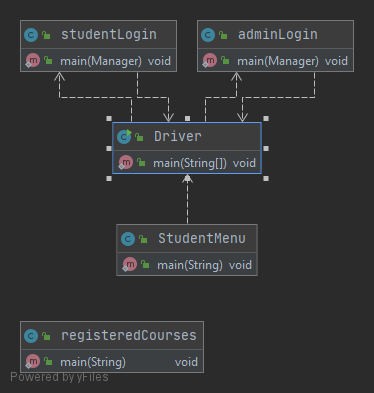 studentLogin
main(Manager) void
adminLogin
main(Manager) void
Driver
main(String[]) void
StudentMenu
main(String) void
registeredCourses
main(String) void
Powered by yFiles